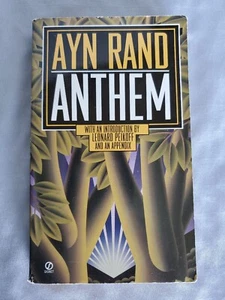 AYN RAND
ANTHEM
WITH AN INTRODUCTION BY
LEONARD PEIKOFF
AND AN APPENDIX